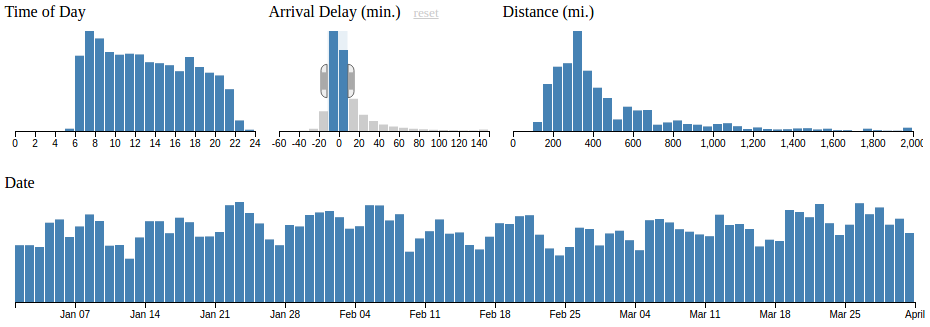 Time of Day
Arrival Delay (min.) reset
Distance (mi.)
0 2 4 6 8 10 12 14 16 18 20 22 24
-60 -40 -20 0 20 40 60 80 100 120 140
0 200 400 600 800 1,000 1,200 1,400 1,600 1,800 2,000
Date
Jan 07 Jan 14 Jan 21 Jan 28 Feb 04 Feb 11 Feb 18 Feb 25 Mar 04 Mar 11 Mar 18 Mar 25 April